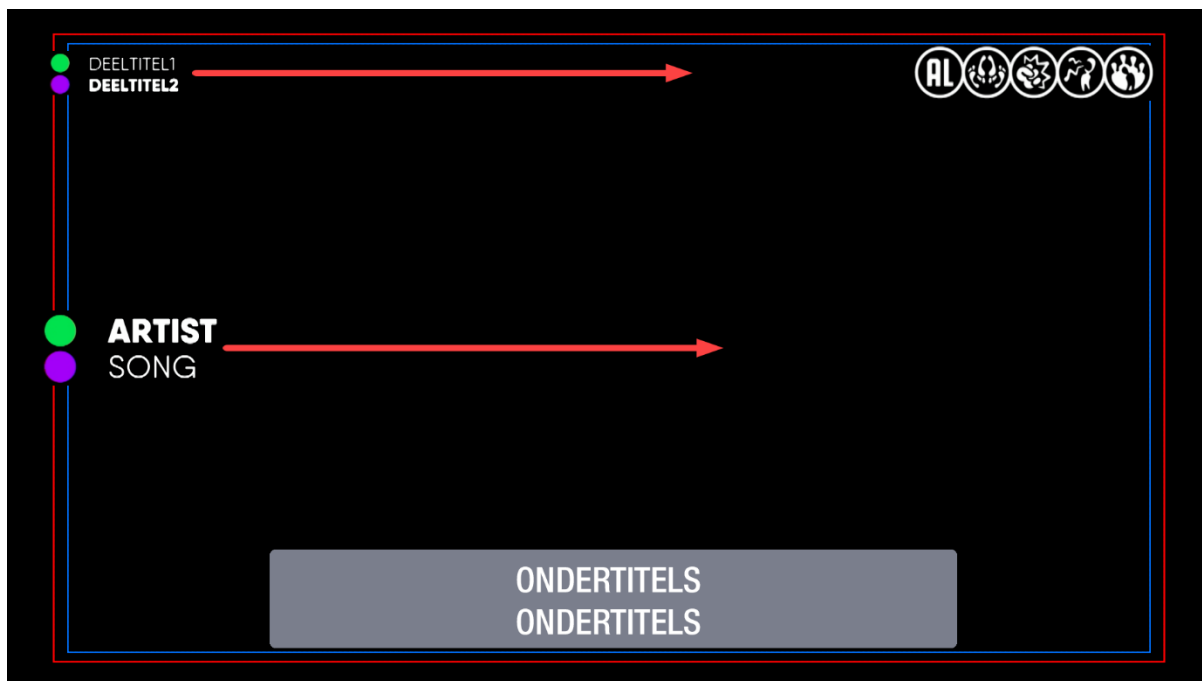 DEELTITEL1
DEELTITEL2
AL
ARTIST
SONG
ONDERTITELS
ONDERTITELS